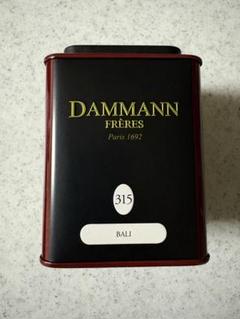 DAMMANN
FRÈRES
Paris 1692
315
BALI